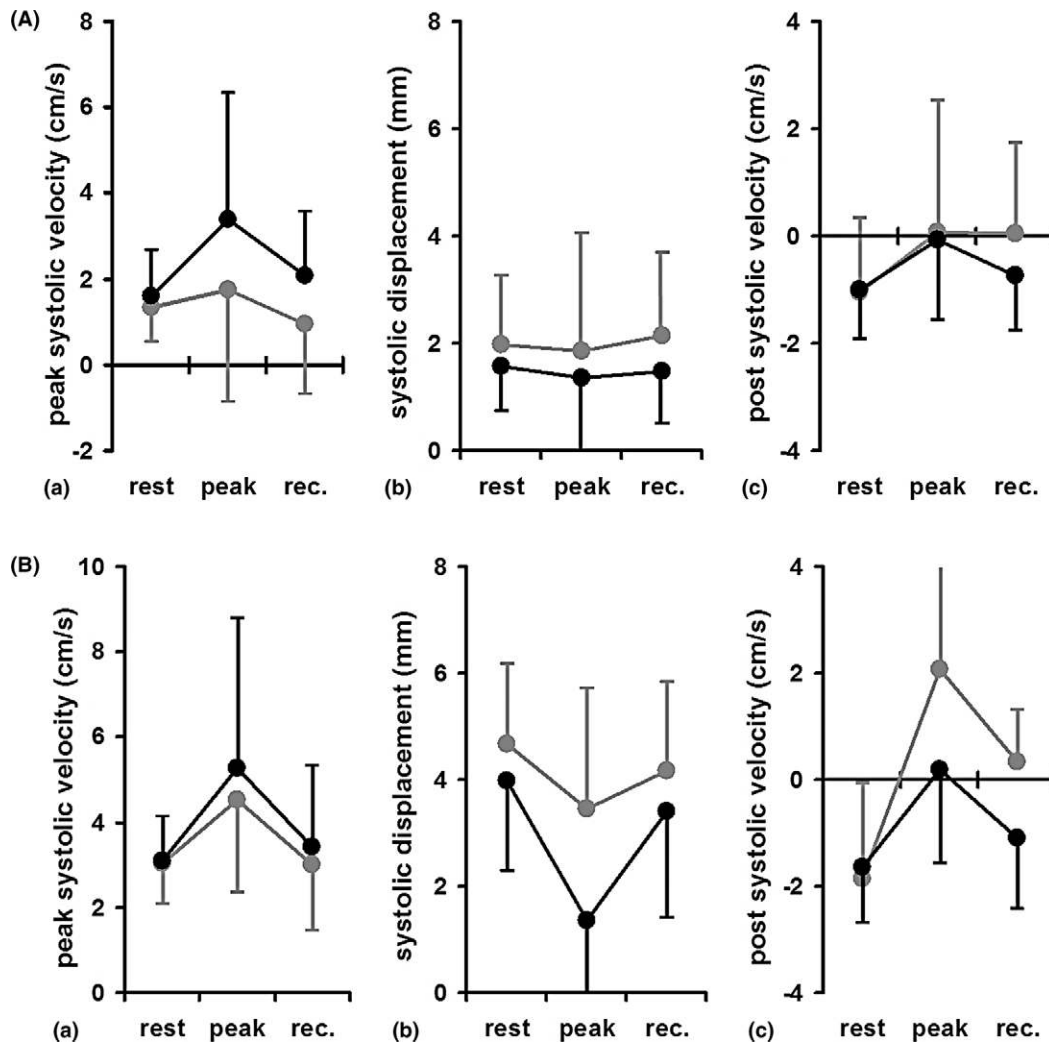 (A)
peak systolic velocity (cm/s)
8
6
4
2
0
-2
(a) rest peak rec.
systolic displacement (mm)
8
6
4
2
0
(b) rest peak rec.
post systolic velocity (cm/s)
4
2
0
-2
-4
(c) rest peak rec.
(B)
peak systolic velocity (cm/s)
10
8
6
4
2
0
(a) rest peak rec.
systolic displacement (mm)
8
6
4
2
0
(b) rest peak rec.
post systolic velocity (cm/s)
4
2
0
-2
-4
(c) rest peak rec.